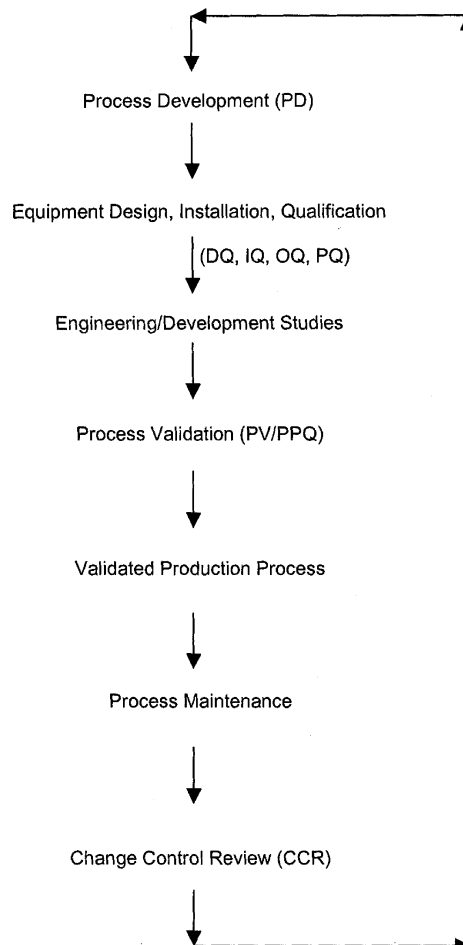 Process Development (PD)
Equipment Design, Installation, Qualification
(DQ, IQ, OQ, PQ)
Engineering/Development Studies
Process Validation (PV/PPQ)
Validated Production Process
Process Maintenance
Change Control Review (CCR)